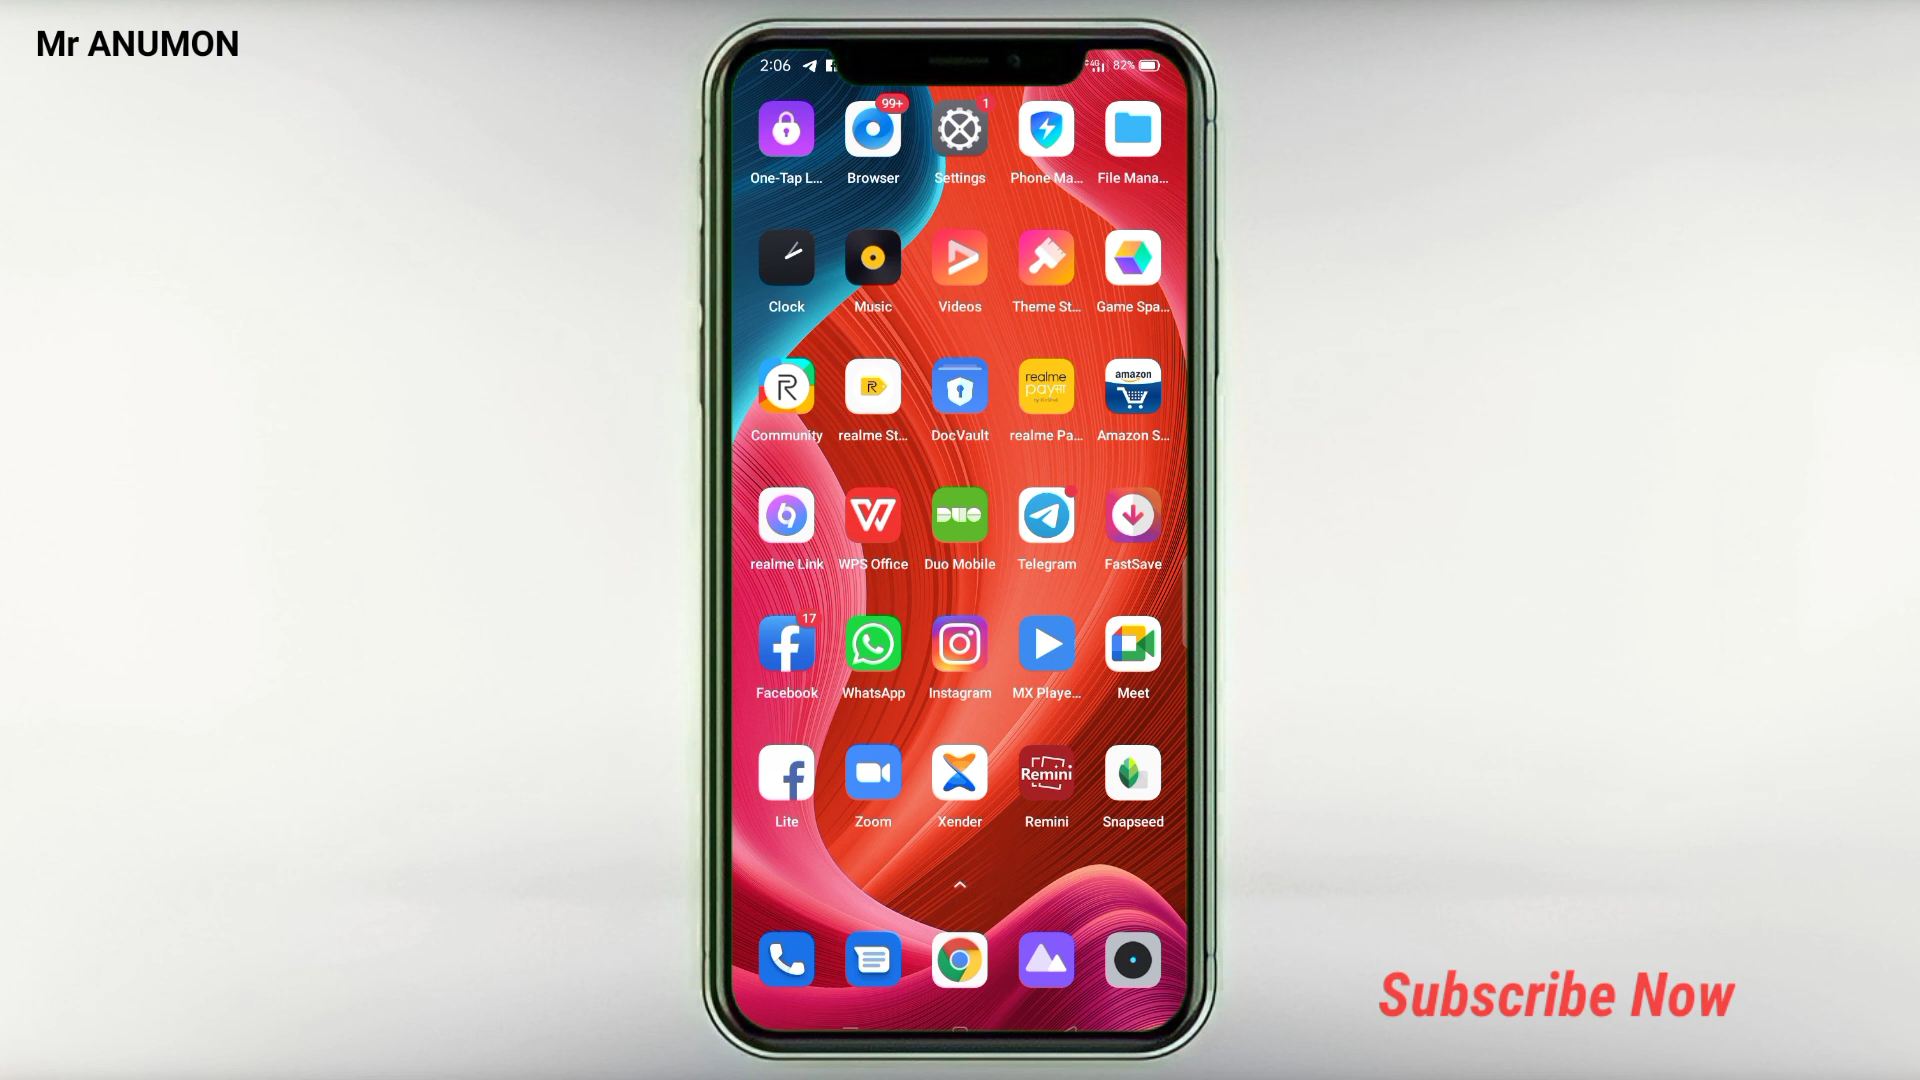 Mr ANUMON
2:06
4G 82%
99+
1
One-Tap L...
Browser
Settings
Phone Ma...
File Mana...
Clock
Music
Videos
Theme St...
Game Spa...
R
R
realme
pay
amazon
Community
realme St...
DocVault
realme Pa...
Amazon S...
DUO
realme Link
WPS Office
Duo Mobile
Telegram
FastSave
17
Facebook
WhatsApp
Instagram
MX Playe...
Meet
Remini
Lite
Zoom
Xender
Remini
Snapseed
Subscribe Now